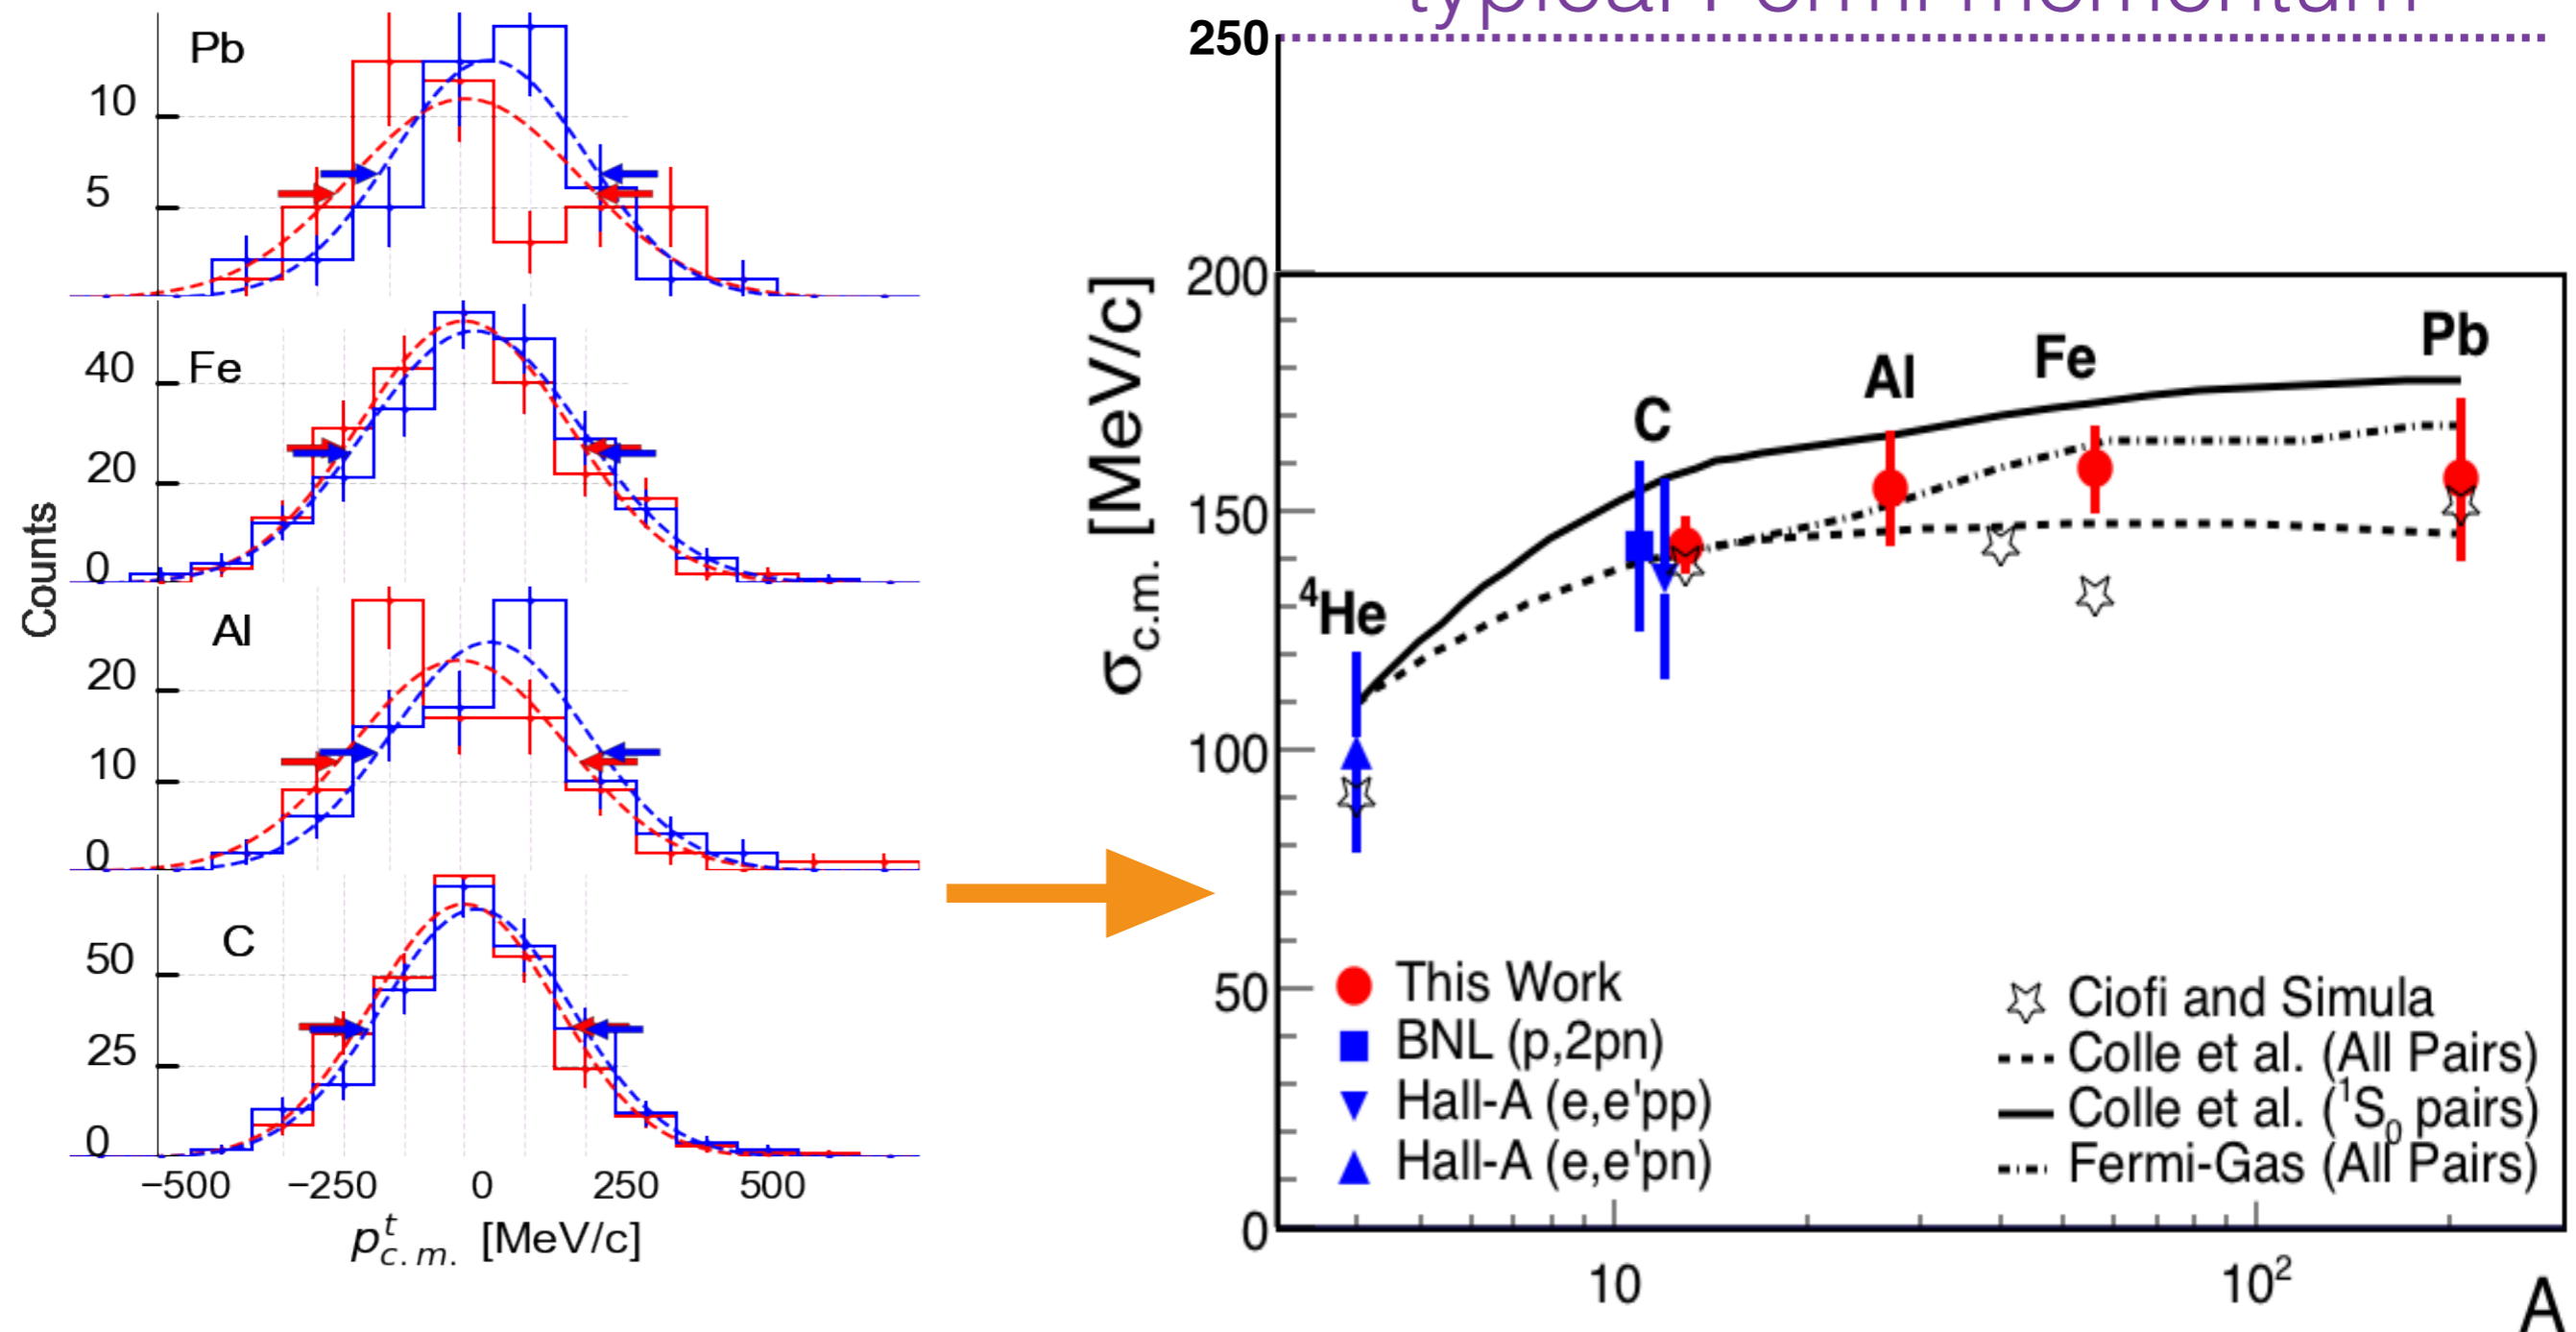 typical Fermi momentum
Counts
Pb
10
5
Fe
40
20
0
Al
20
10
0
C
50
25
0
−500 −250 0 250 500
pᵗc.m. [MeV/c]
σc.m. [MeV/c]
250
200
150
100
50
0
⁴He
C
Al
Fe
Pb
This Work
BNL (p,2pn)
Hall-A (e,e'pp)
Hall-A (e,e'pn)
Ciofi and Simula
Colle et al. (All Pairs)
Colle et al. (¹S₀ pairs)
Fermi-Gas (All Pairs)
10 10²
A